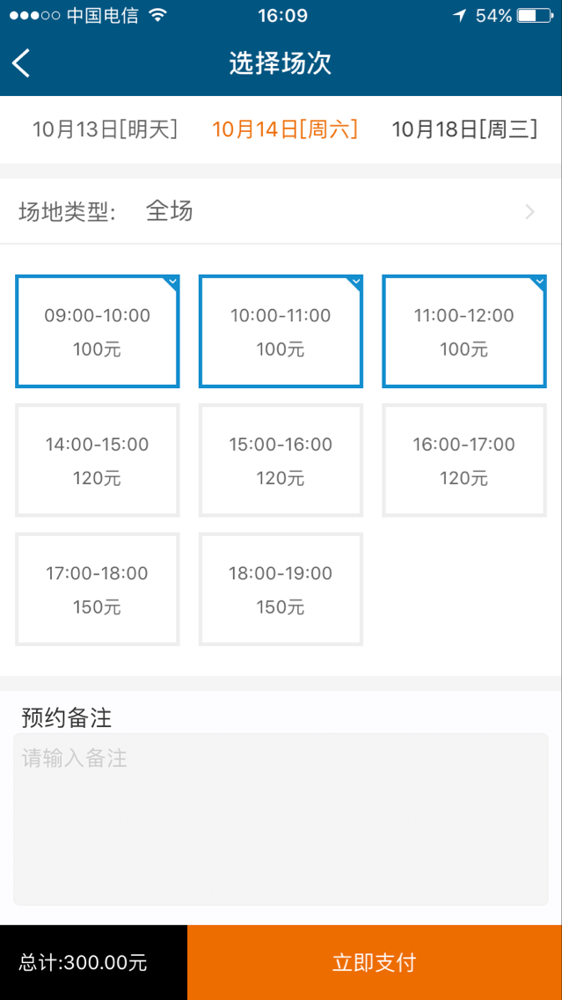 中国电信 16:09 54%
选择场次
10月13日[明天] 10月14日[周六] 10月18日[周三]
场地类型: 全场
09:00-10:00 10:00-11:00 11:00-12:00
100元 100元 100元
14:00-15:00 15:00-16:00 16:00-17:00
120元 120元 120元
17:00-18:00 18:00-19:00
150元 150元
预约备注
请输入备注
总计:300.00元 立即支付